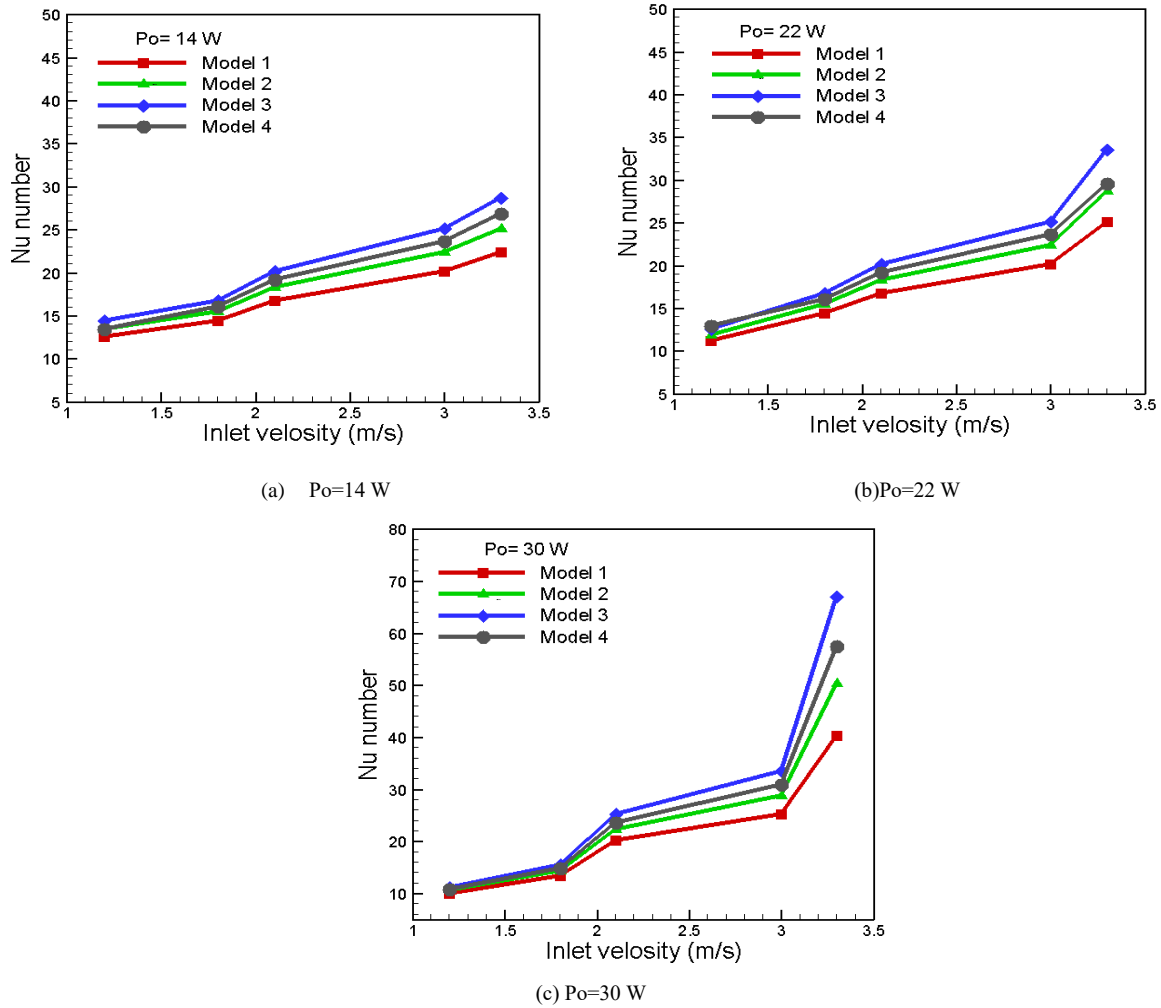 50
45
40
35
30
25
20
15
10
5
Nu number
Po= 14 W
Model 1
Model 2
Model 3
Model 4
1 1.5 2 2.5 3 3.5
Inlet velosity (m/s)
(a) Po=14 W
50
45
40
35
30
25
20
15
10
5
Nu number
Po= 22 W
Model 1
Model 2
Model 3
Model 4
1 1.5 2 2.5 3 3.5
Inlet velosity (m/s)
(b)Po=22 W
80
70
60
50
40
30
20
10
Nu number
Po= 30 W
Model 1
Model 2
Model 3
Model 4
1 1.5 2 2.5 3 3.5
Inlet velosity (m/s)
(c) Po=30 W